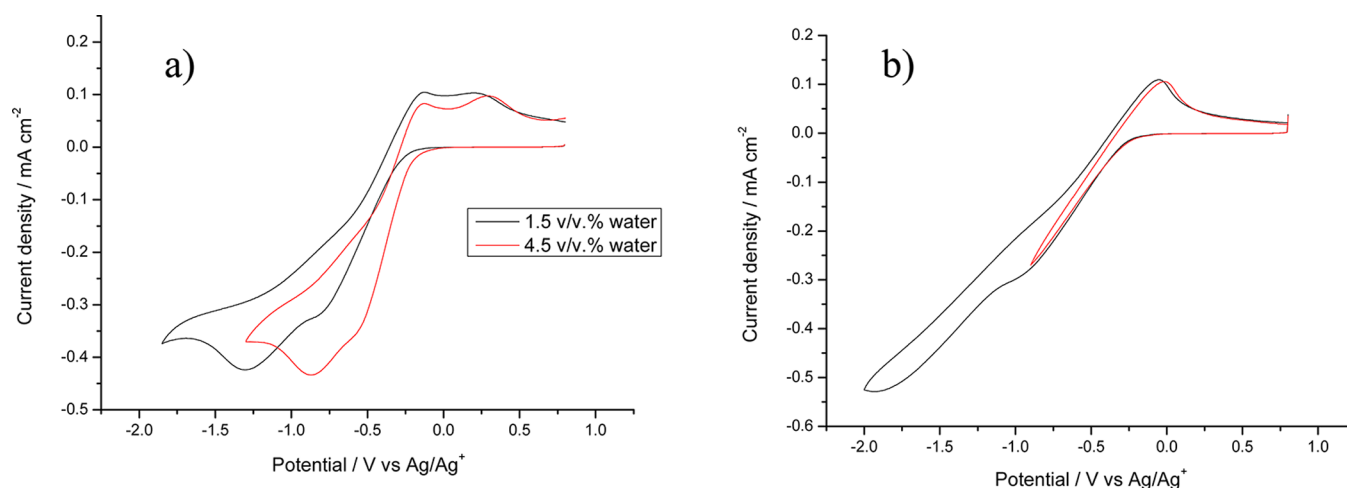 a)
0.2
0.1
0.0
-0.1
-0.2
-0.3
-0.4
-0.5
Current density / mA cm-2
1.5 v/v.% water
4.5 v/v.% water
-2.0 -1.5 -1.0 -0.5 0.0 0.5 1.0
Potential / V vs Ag/Ag+
b)
0.2
0.1
0.0
-0.1
-0.2
-0.3
-0.4
-0.5
-0.6
Current density / mA cm-2
-2.0 -1.5 -1.0 -0.5 0.0 0.5 1.0
Potential / V vs Ag/Ag+